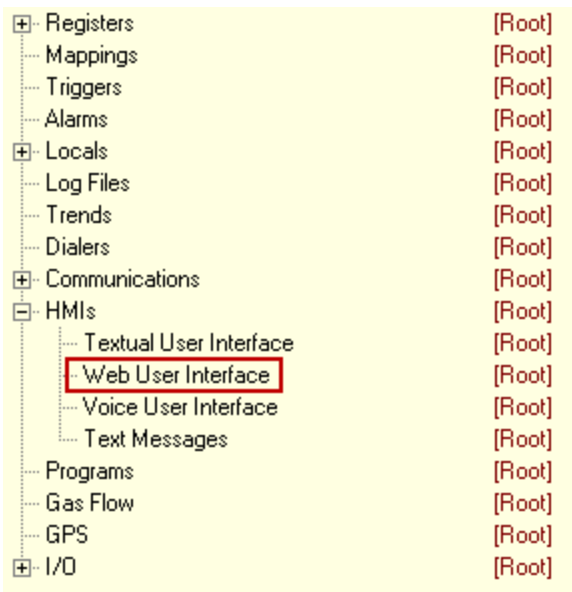 Registers [Root]
Mappings [Root]
Triggers [Root]
Alarms [Root]
Locals [Root]
Log Files [Root]
Trends [Root]
Dialers [Root]
Communications [Root]
HMIs [Root]
Textual User Interface [Root]
Web User Interface [Root]
Voice User Interface [Root]
Text Messages [Root]
Programs [Root]
Gas Flow [Root]
GPS [Root]
I/O [Root]